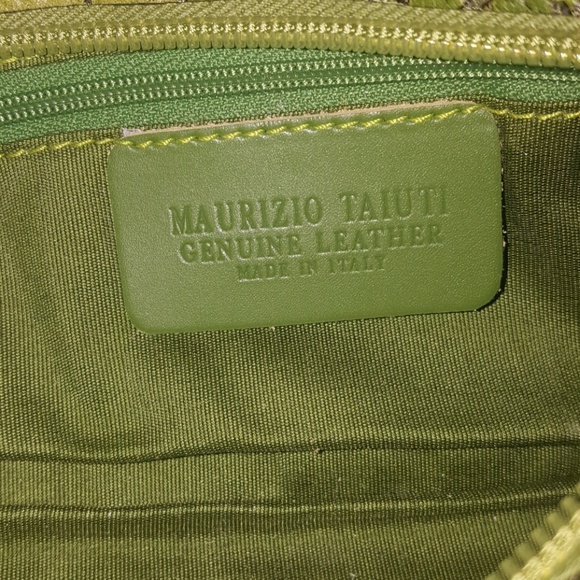 MAURIZIO TAIUTI
GENUINE LEATHER
MADE IN ITALY